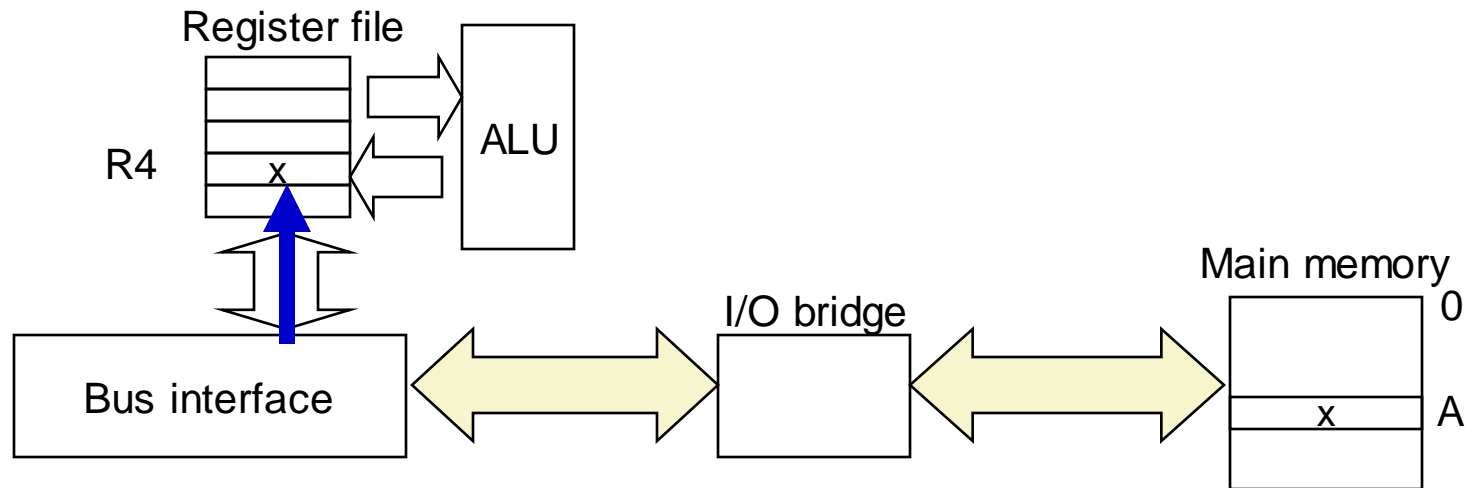 Register file
ALU
R4
x
Main memory
0
I/O bridge
Bus interface
x
A